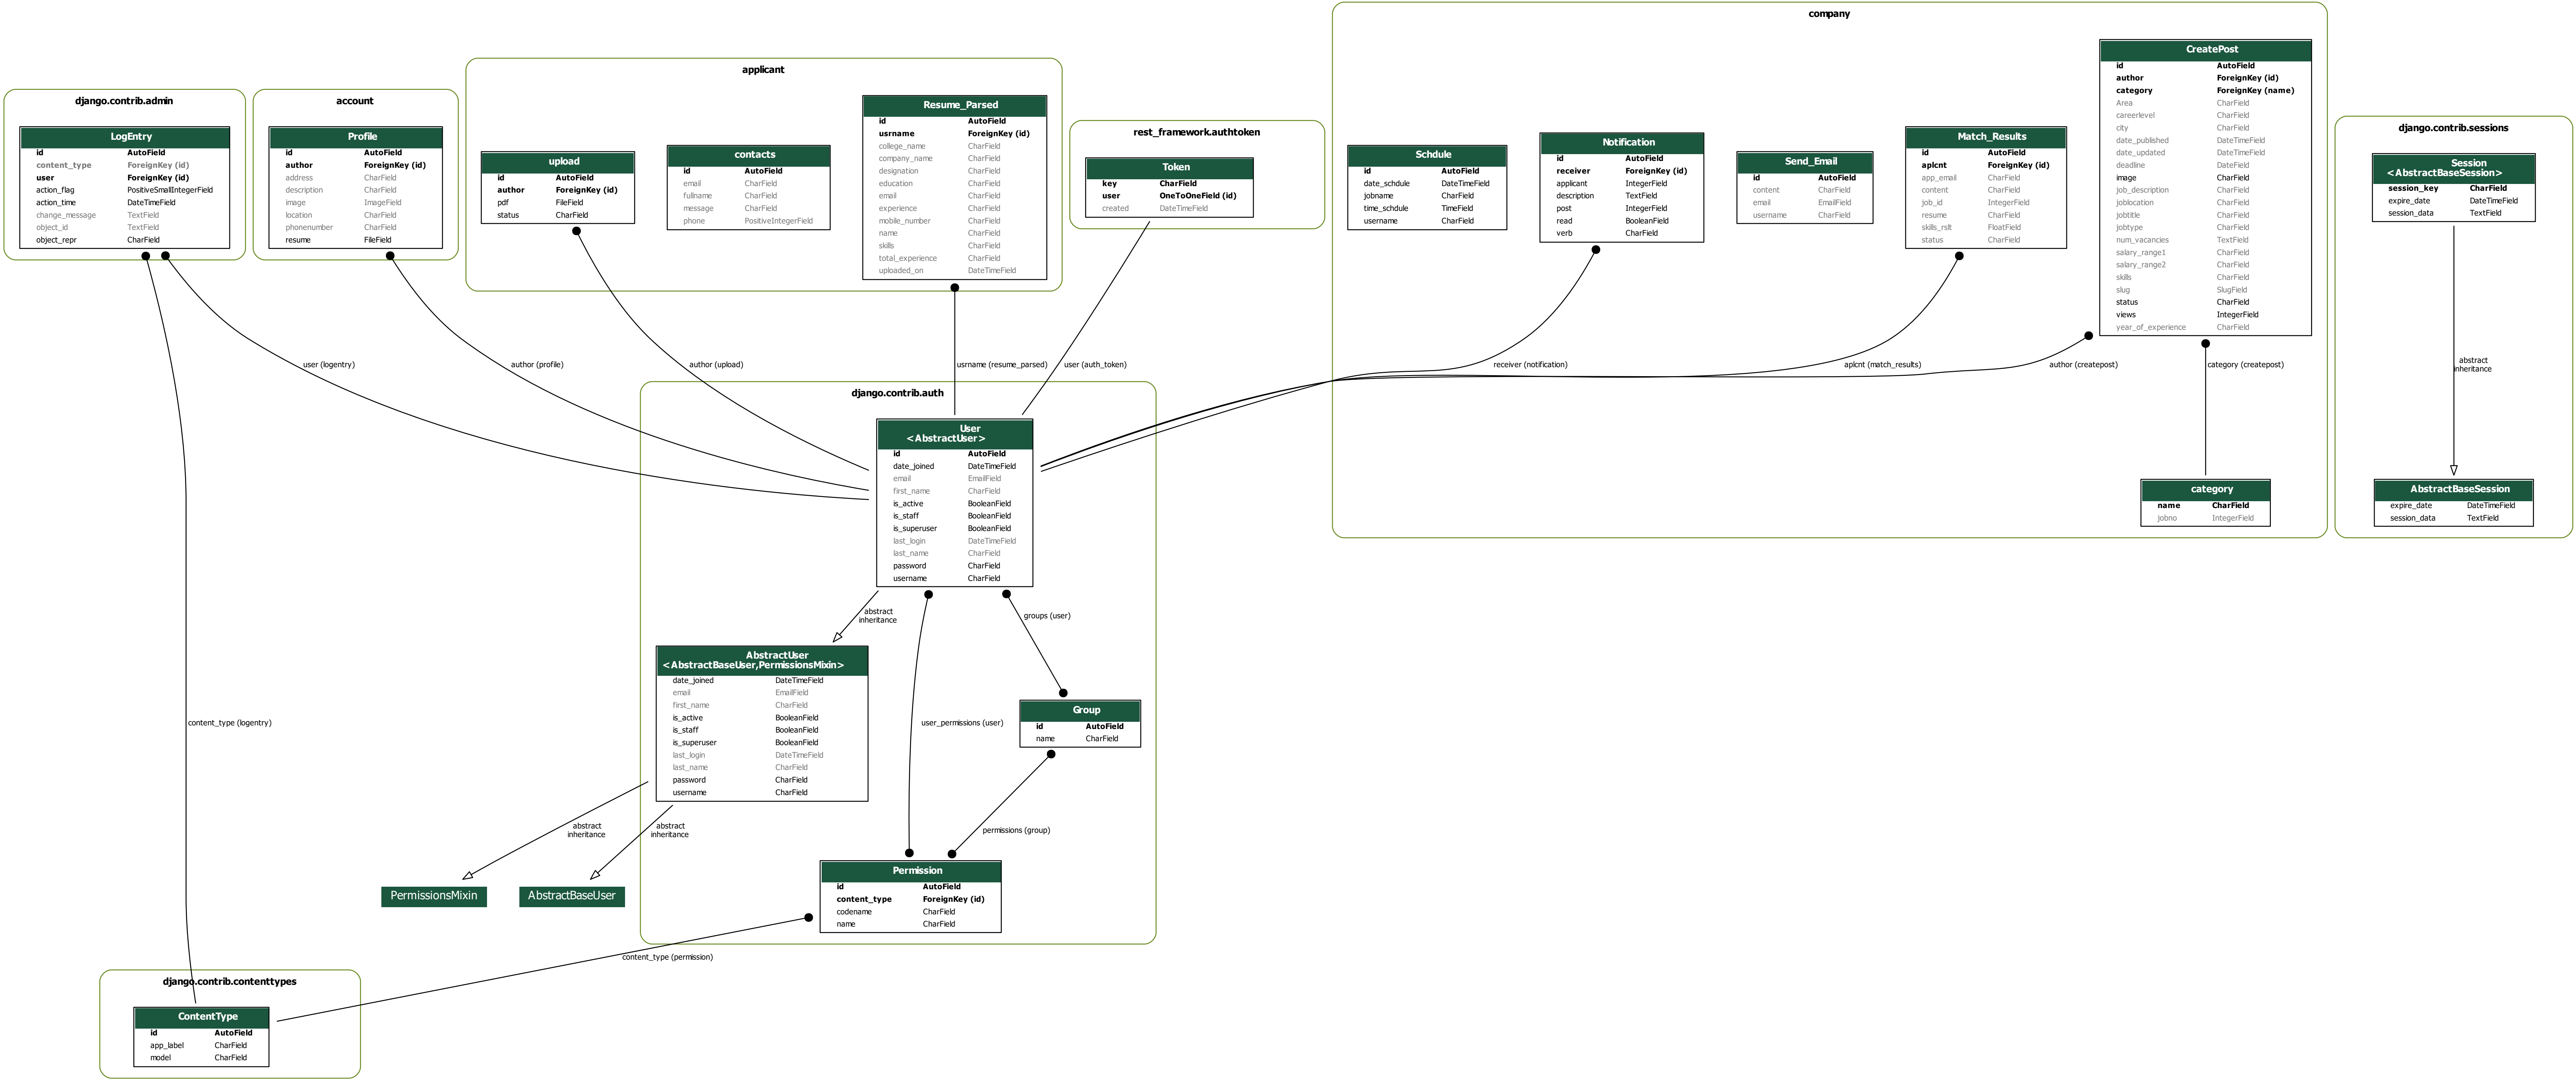 django.contrib.admin
LogEntry
id AutoField
content_type ForeignKey (id)
user ForeignKey (id)
action_flag PositiveSmallIntegerField
action_time DateTimeField
change_message TextField
object_id TextField
object_repr CharField
account
Profile
id AutoField
author ForeignKey (id)
address CharField
description CharField
image ImageField
location CharField
phonenumber CharField
resume FileField
applicant
upload
id AutoField
author ForeignKey (id)
pdf FileField
status CharField
contacts
id AutoField
email CharField
fullname CharField
message CharField
phone PositiveIntegerField
Resume_Parsed
id AutoField
usrname ForeignKey (id)
college_name CharField
company_name CharField
designation CharField
education CharField
email CharField
experience CharField
mobile_number CharField
name CharField
skills CharField
total_experience CharField
uploaded_on DateTimeField
rest_framework.authtoken
Token
key CharField
user OneToOneField (id)
created DateTimeField
company
Schdule
id AutoField
date_schdule DateTimeField
jobname CharField
time_schdule TimeField
username CharField
Notification
id AutoField
receiver ForeignKey (id)
applicant IntegerField
description TextField
post IntegerField
read BooleanField
verb CharField
Send_Email
id AutoField
content CharField
email EmailField
username CharField
Match_Results
id AutoField
aplcnt ForeignKey (id)
app_email CharField
content CharField
job_id IntegerField
resume CharField
skills_rslt FloatField
status CharField
CreatePost
id AutoField
author ForeignKey (id)
category ForeignKey (name)
Area CharField
careerlevel CharField
city CharField
date_published DateTimeField
date_updated DateTimeField
deadline DateField
image CharField
job_description CharField
joblocation CharField
jobtitle CharField
jobtype CharField
num_vacancies TextField
salary_range1 CharField
salary_range2 CharField
skills CharField
slug SlugField
status CharField
views IntegerField
year_of_experience CharField
django.contrib.sessions
Session
<AbstractBaseSession>
session_key CharField
expire_date DateTimeField
session_data TextField
user (logentry)
author (profile)
author (upload)
usrname (resume_parsed)
user (auth_token)
receiver (notification)
aplcnt (match_results)
author (createpost)
category (createpost)
abstract
inheritance
django.contrib.auth
User
<AbstractUser>
id AutoField
date_joined DateTimeField
email EmailField
first_name CharField
is_active BooleanField
is_staff BooleanField
is_superuser BooleanField
last_login DateTimeField
last_name CharField
password CharField
username CharField
category
name CharField
jobno IntegerField
AbstractBaseSession
expire_date DateTimeField
session_data TextField
abstract
inheritance
groups (user)
AbstractUser
<AbstractBaseUser,PermissionsMixin>
date_joined DateTimeField
email EmailField
first_name CharField
is_active BooleanField
is_staff BooleanField
is_superuser BooleanField
last_login DateTimeField
last_name CharField
password CharField
username CharField
content_type (logentry)
user_permissions (user)
Group
id AutoField
name CharField
abstract
inheritance
abstract
inheritance
permissions (group)
PermissionsMixin
AbstractBaseUser
Permission
id AutoField
content_type ForeignKey (id)
codename CharField
name CharField
content_type (permission)
django.contrib.contenttypes
ContentType
id AutoField
app_label CharField
model CharField